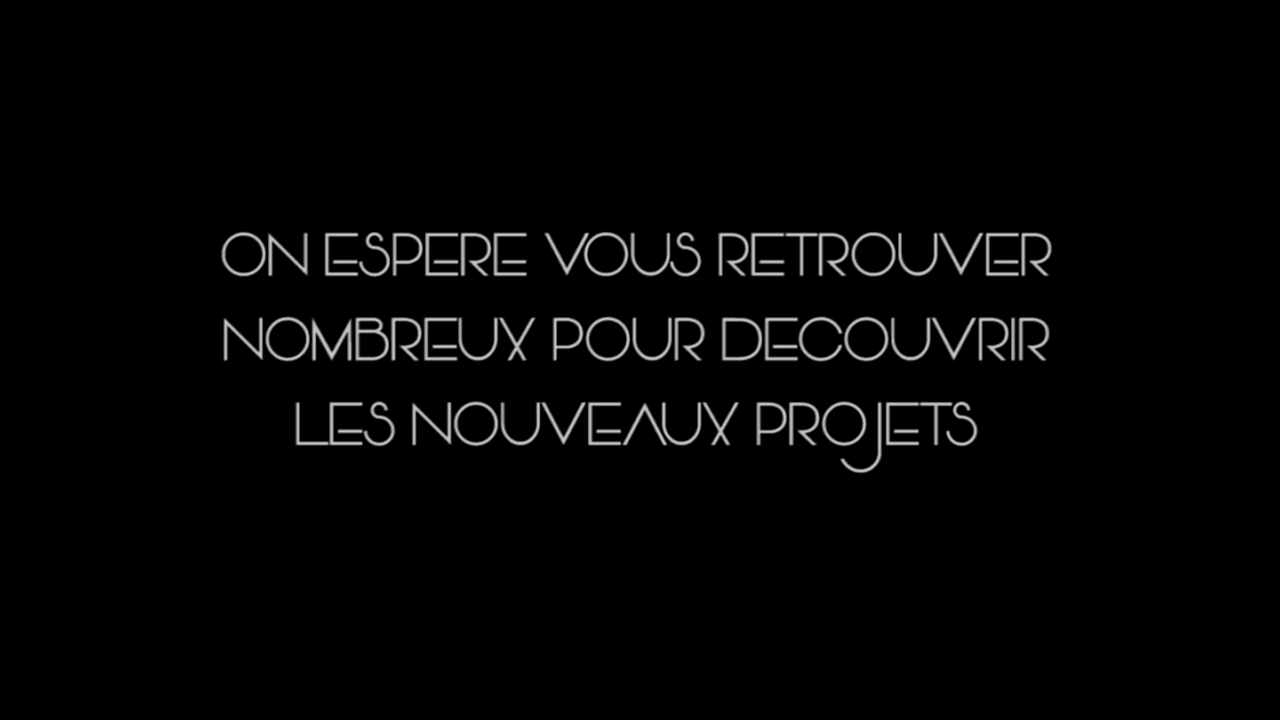 ON ESPERE VOUS RETROUVER
NOMBREUX POUR DECOUVRIR
LES NOUVEAUX PROJETS